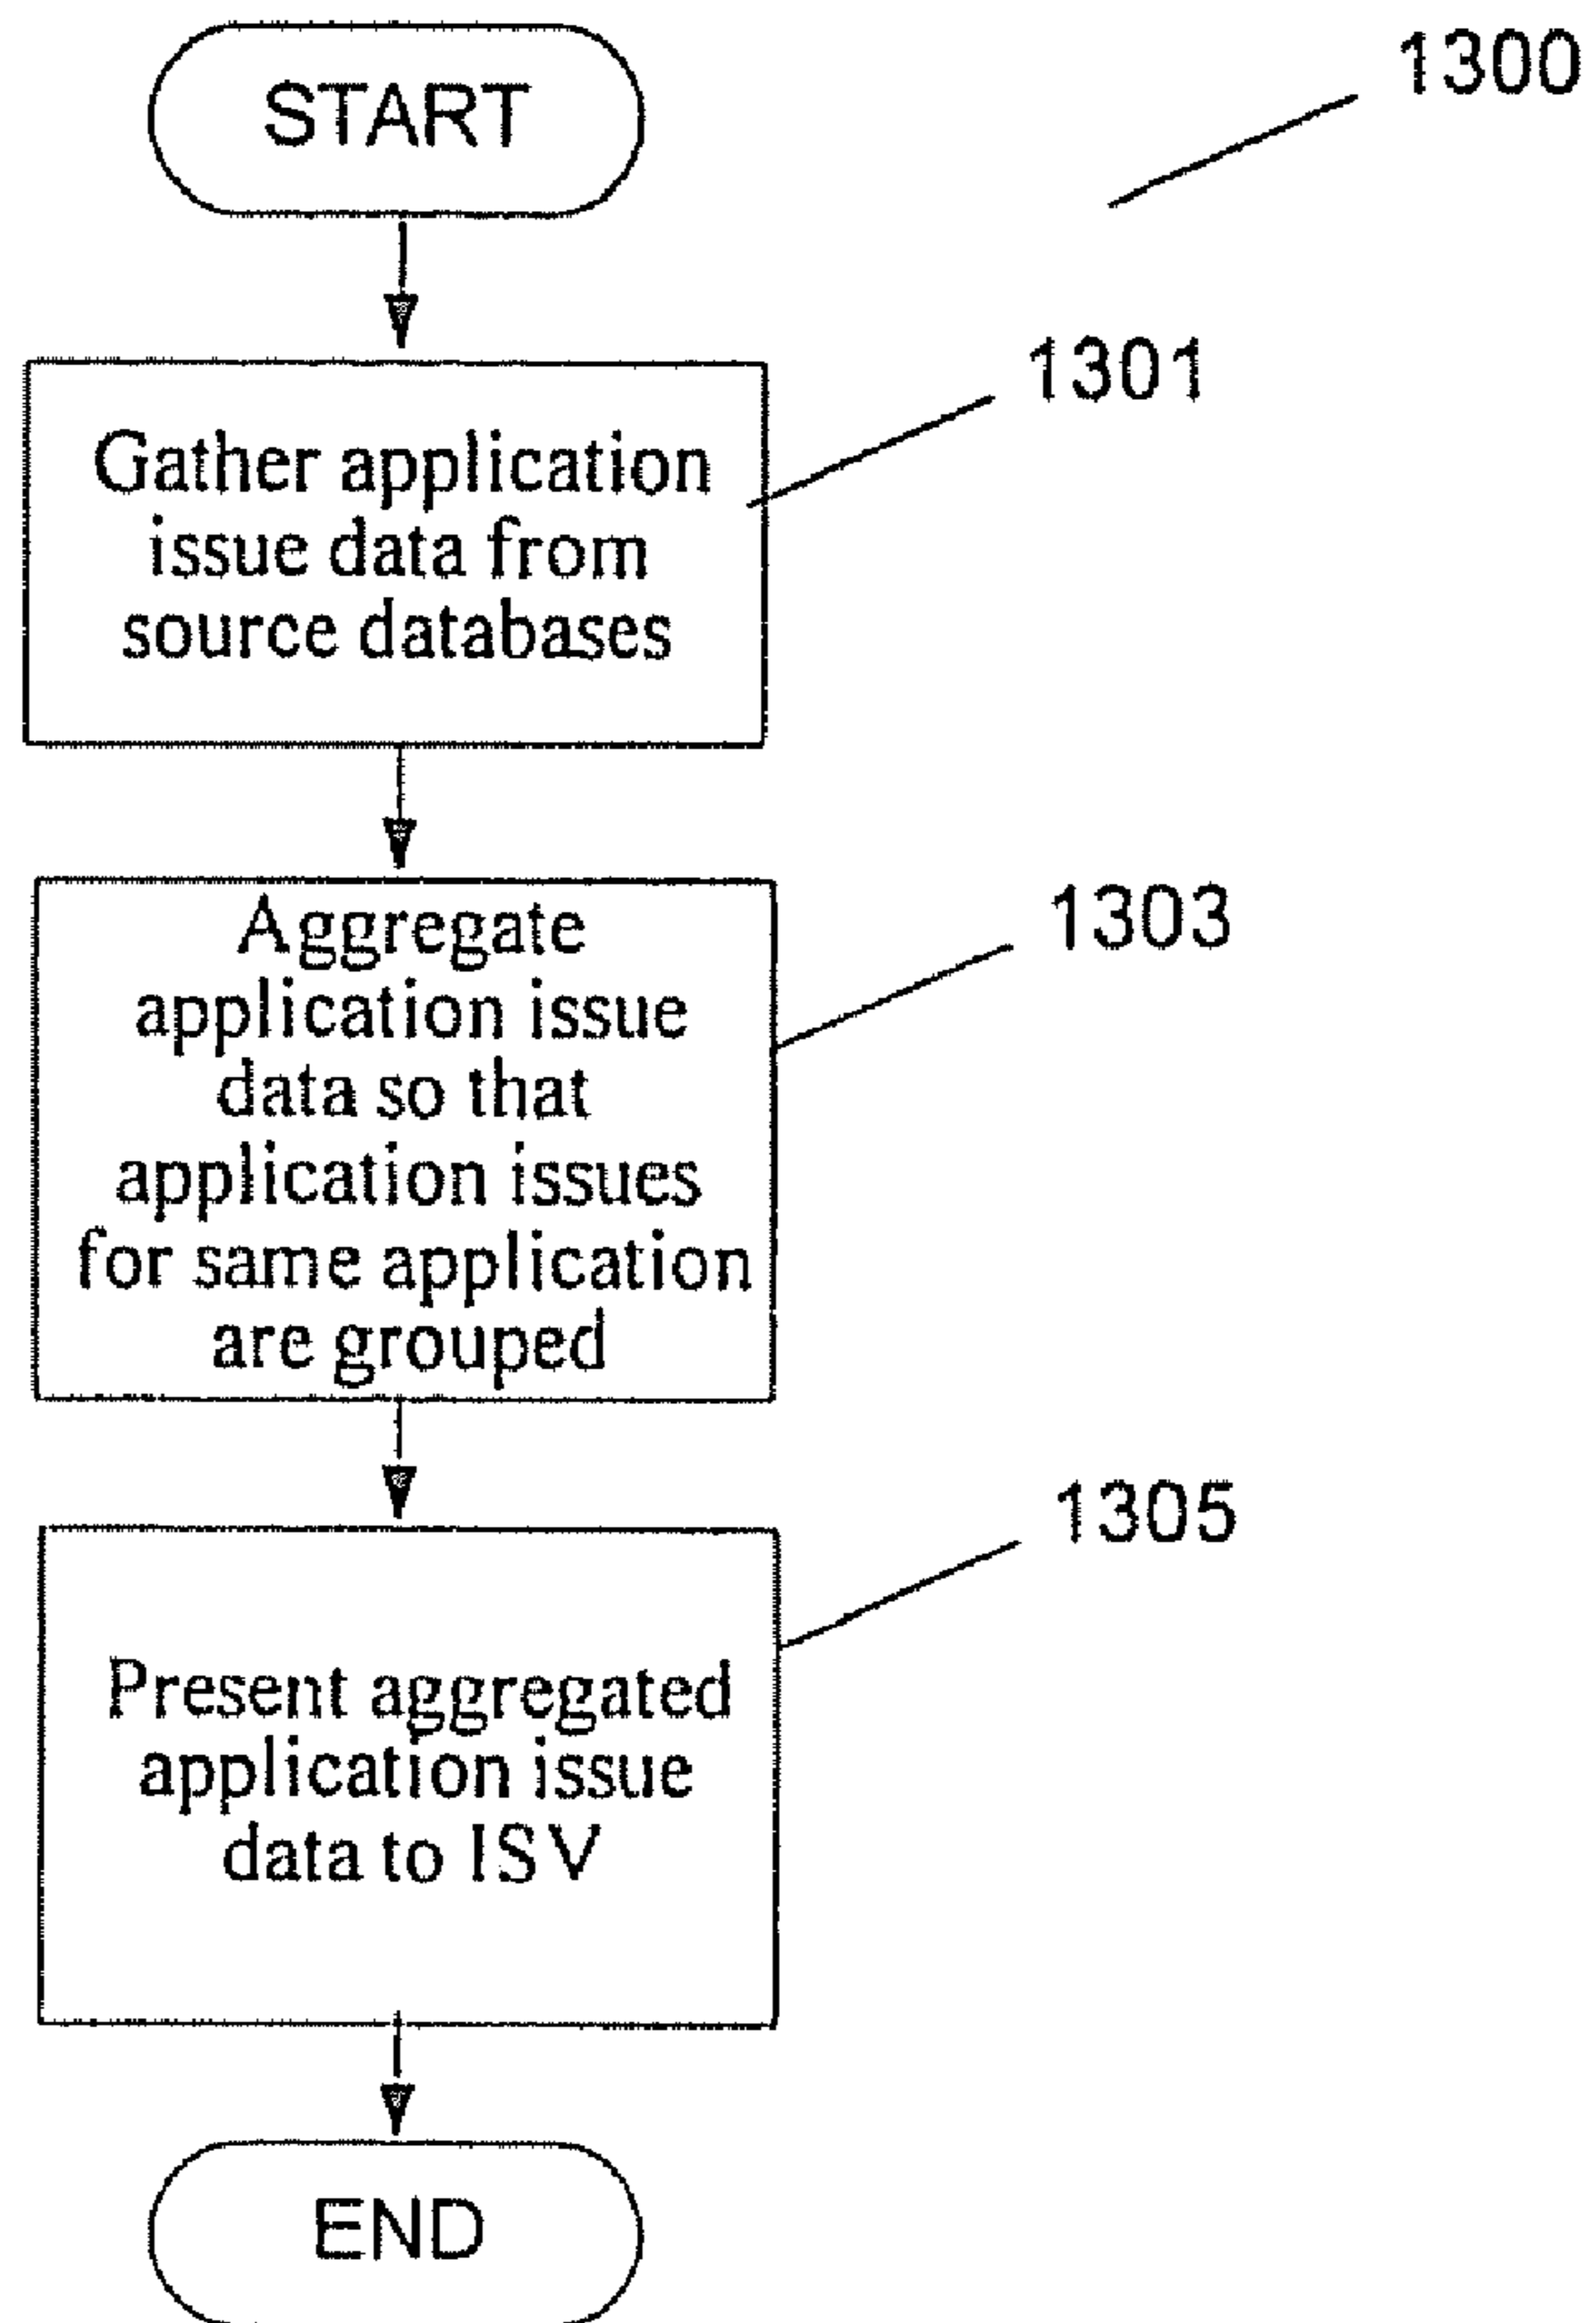 START
1300
1301
Gather application
issue data from
source databases
1303
Aggregate
application issue
data so that
application issues
for same application
are grouped
1305
Present aggregated
application issue
data to ISV
END